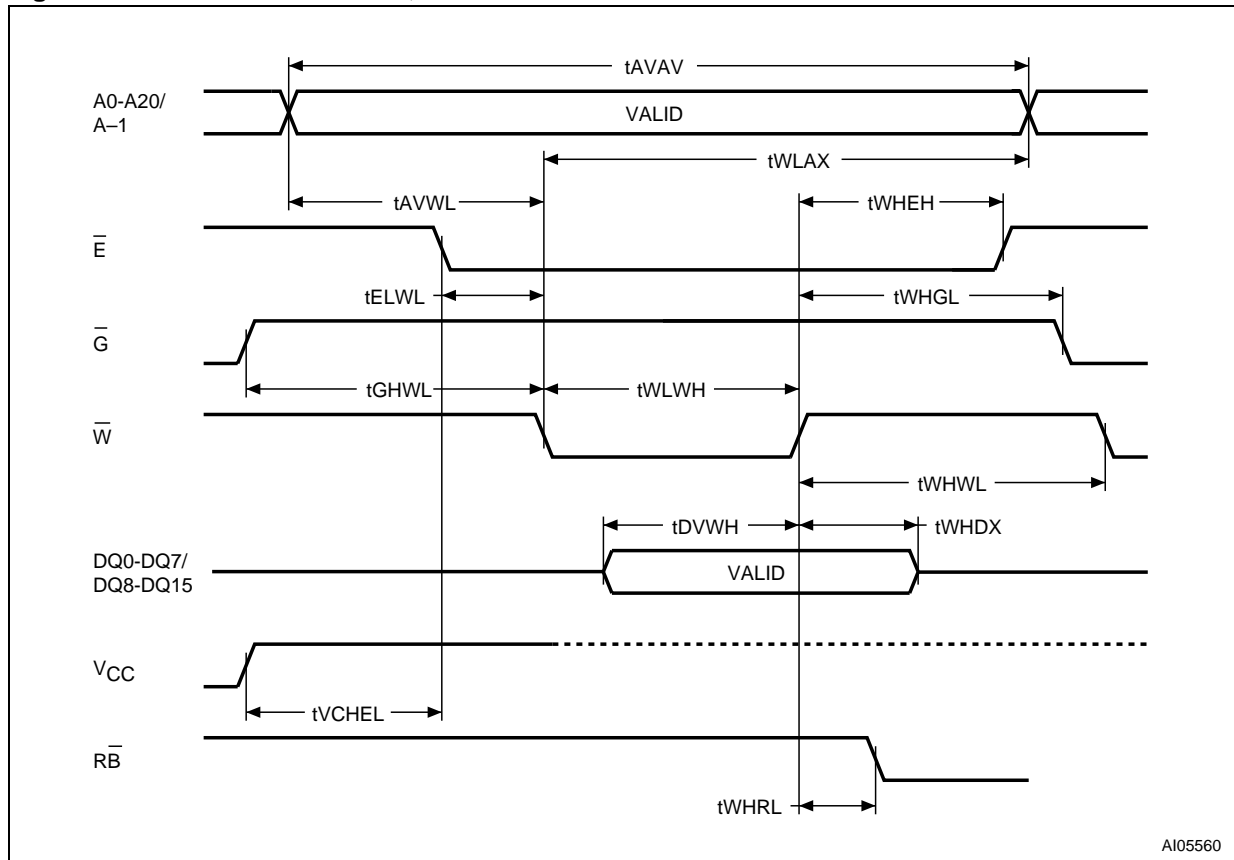 tAVAV
A0-A20/
A–1
VALID
tWLAX
tAVWL
tWHEH
E̅
tELWL
tWHGL
G̅
tGHWL
tWLWH
W̅
tWHWL
tDVWH
tWHDX
DQ0-DQ7/
DQ8-DQ15
VALID
VCC
tVCHEL
RB̅
tWHRL
AI05560